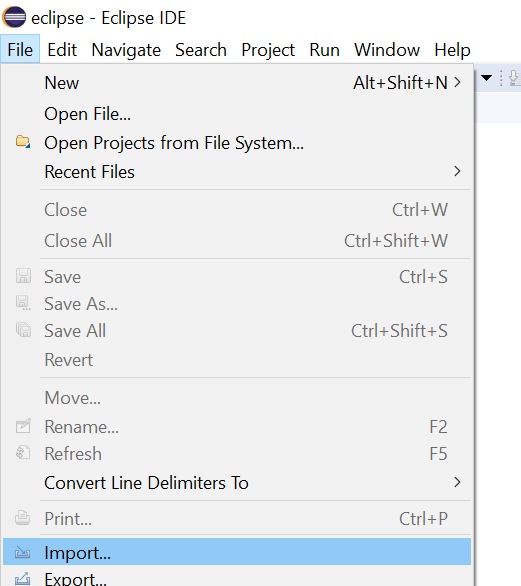 eclipse - Eclipse IDE
File Edit Navigate Search Project Run Window Help
New Alt+Shift+N
Open File...
Open Projects from File System...
Recent Files
Close Ctrl+W
Close All Ctrl+Shift+W
Save Ctrl+S
Save As...
Save All Ctrl+Shift+S
Revert
Move...
Rename... F2
Refresh F5
Convert Line Delimiters To
Print... Ctrl+P
Import...
Export...